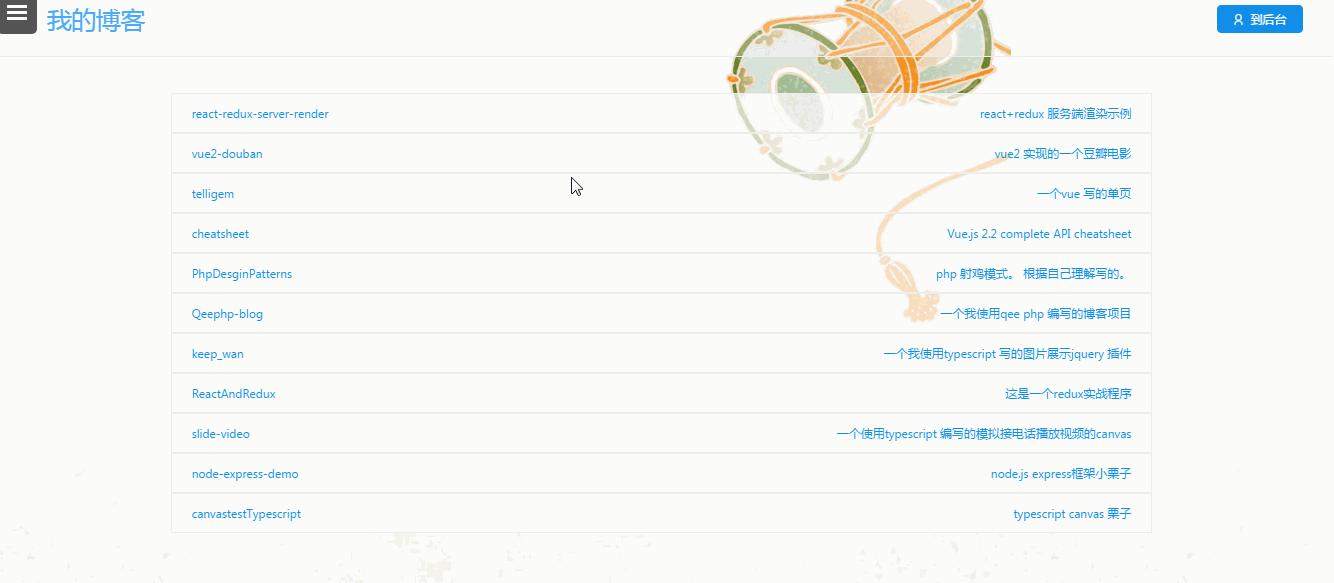 我的博客
到后台
react-redux-server-render react+redux 服务端渲染示例
vue2-douban vue2 实现的一个豆瓣电影
telligem 一个vue 写的单页
cheatsheet Vue.js 2.2 complete API cheatsheet
PhpDesginPatterns php 射鸡模式。 根据自己理解写的。
Qeephp-blog 一个我使用qee php 编写的博客项目
keep_wan 一个我使用typescript 写的图片展示jquery 插件
ReactAndRedux 这是一个redux实战程序
slide-video 一个使用typescript 编写的模拟接电话播放视频的canvas
node-express-demo node.js express框架小栗子
canvastestTypescript typescript canvas 栗子